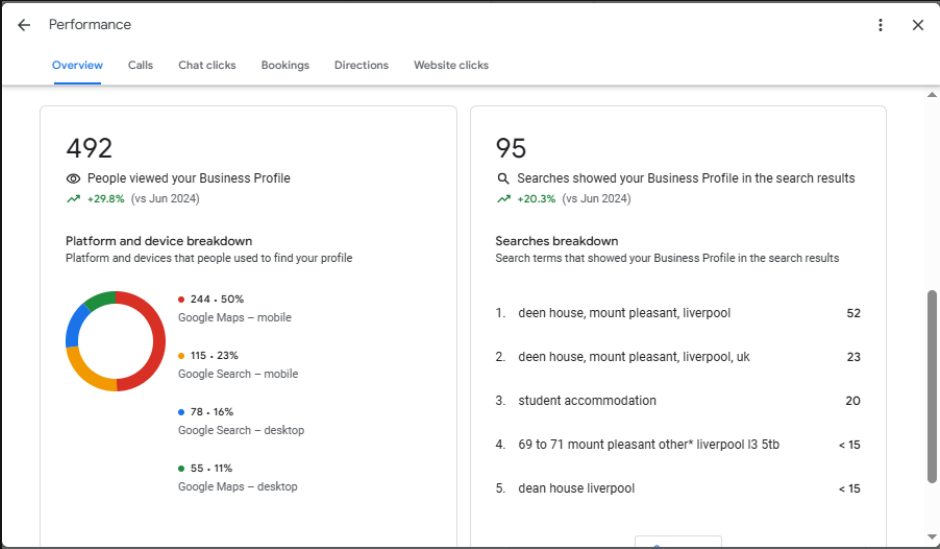 Performance
Overview Calls Chat clicks Bookings Directions Website clicks
492
People viewed your Business Profile
+29.8% (vs Jun 2024)
Platform and device breakdown
Platform and devices that people used to find your profile
244 • 50%
Google Maps – mobile
115 • 23%
Google Search – mobile
78 • 16%
Google Search – desktop
55 • 11%
Google Maps – desktop
95
Searches showed your Business Profile in the search results
+20.3% (vs Jun 2024)
Searches breakdown
Search terms that showed your Business Profile in the search results
1. deen house, mount pleasant, liverpool 52
2. deen house, mount pleasant, liverpool, uk 23
3. student accommodation 20
4. 69 to 71 mount pleasant other* liverpool l3 5tb < 15
5. dean house liverpool < 15